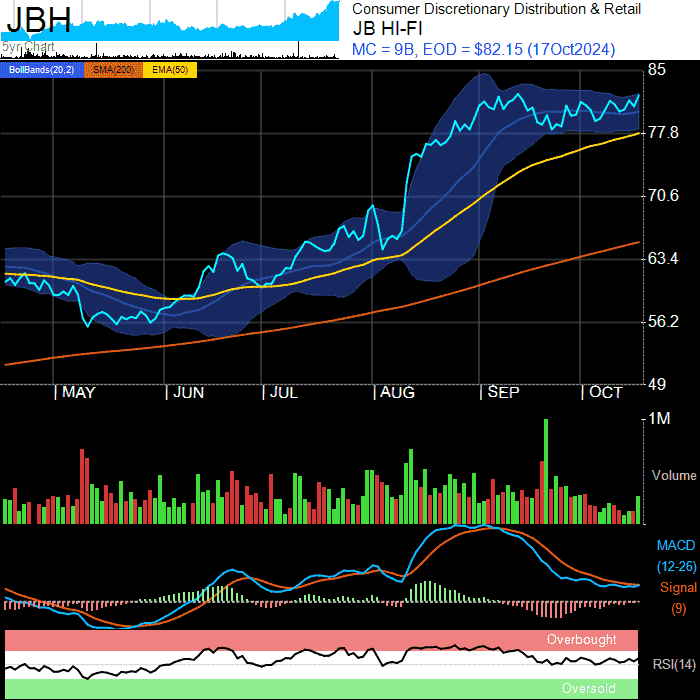 JBH
5yr Chart
Consumer Discretionary Distribution & Retail
JB HI-FI
MC = 9B, EOD = $82.15 (17Oct2024)
BollBands(20,2) SMA(200) EMA(50)
85
77.8
70.6
63.4
56.2
49
MAY JUN JUL AUG SEP OCT
1M
Volume
MACD
(12-26)
Signal
(9)
Overbought
RSI(14)
Oversold